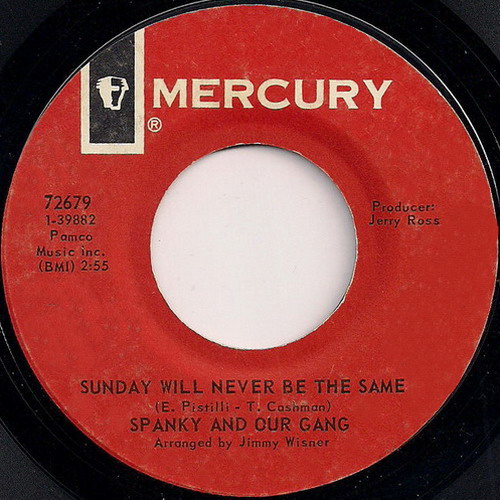 MERCURY
®
72679
1-39882
Pamco
Music inc.
(BMI) 2:55
Producer:
Jerry Ross
SUNDAY WILL NEVER BE THE SAME
(E. Pistilli - T. Cashman)
SPANKY AND OUR GANG
Arranged by Jimmy Wisner